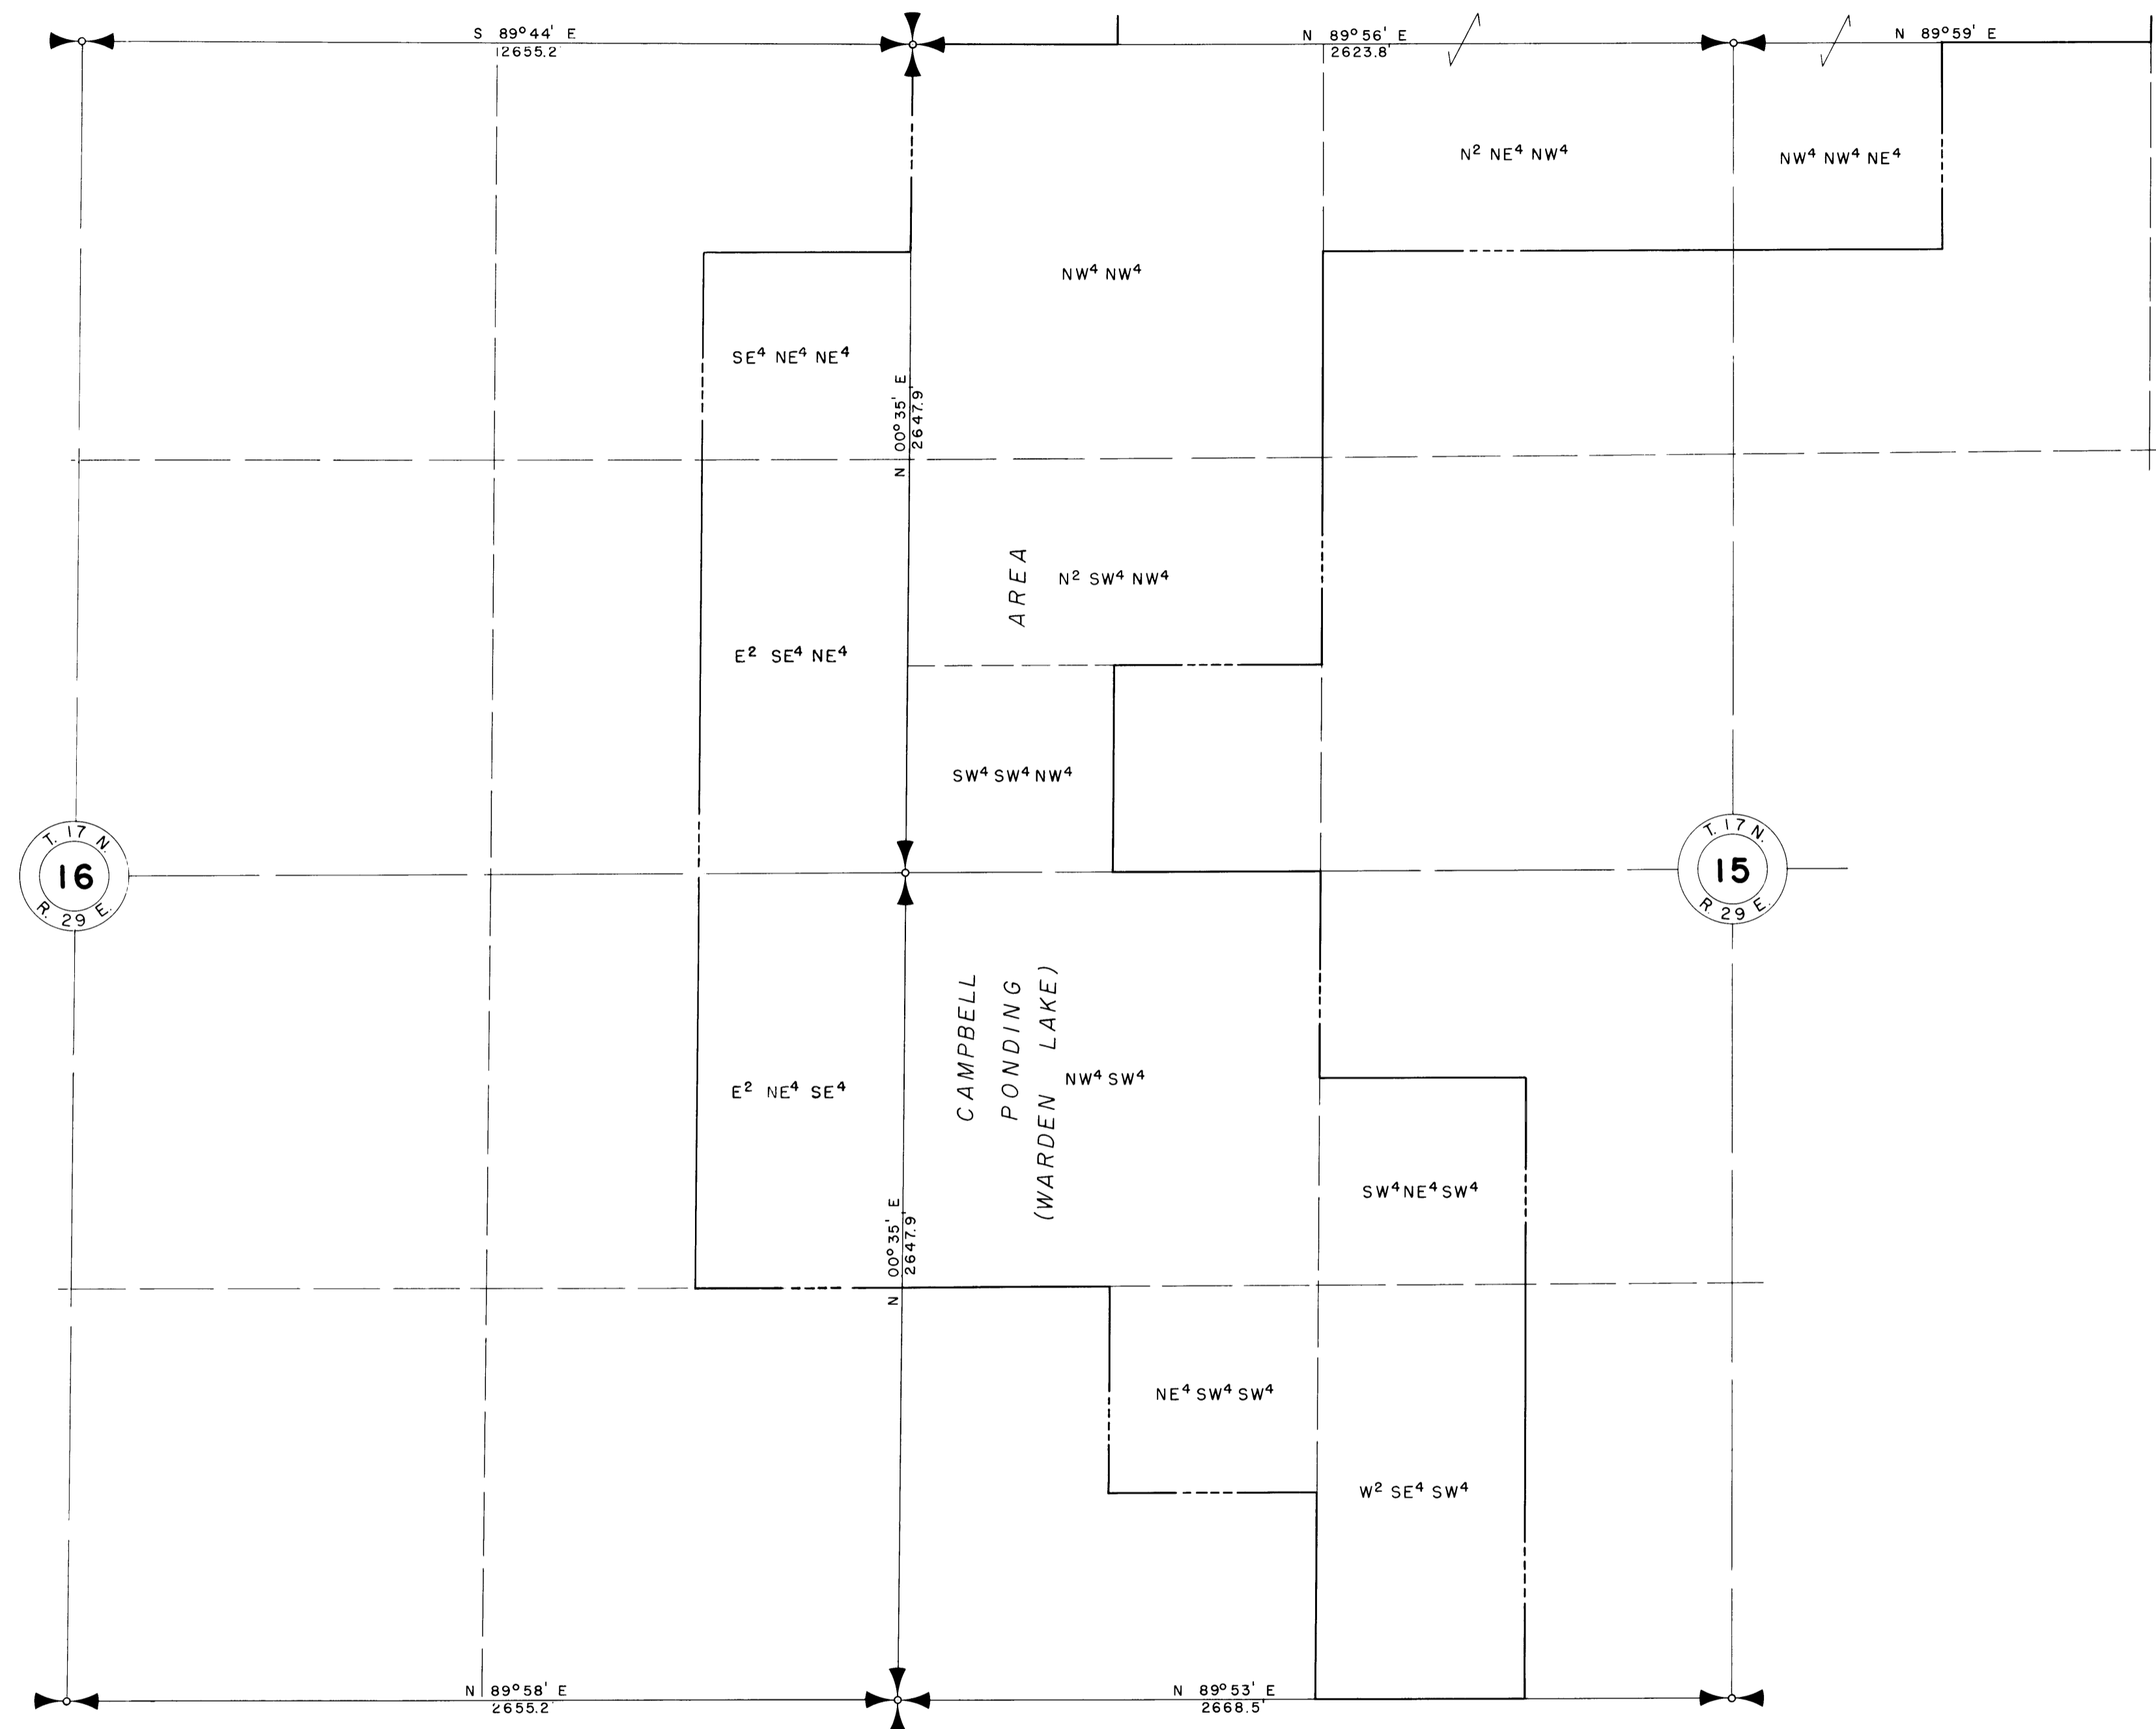 S 89°44' E
2655.2'
N 89°56' E
2623.8'
N 89°59' E
N² NE⁴ NW⁴
NW⁴ NW⁴ NE⁴
NW⁴ NW⁴
SE⁴ NE⁴ NE⁴
N 00°35' E
2647.9'
AREA
N² SW⁴ NW⁴
E² SE⁴ NE⁴
SW⁴ SW⁴ NW⁴
T. 17 N.
16
R. 29 E.
T. 17 N.
15
R. 29 E.
CAMPBELL
PONDING
(WARDEN LAKE)
NW⁴ SW⁴
E² NE⁴ SE⁴
SW⁴ NE⁴ SW⁴
N 00°35' E
2647.9'
NE⁴ SW⁴ SW⁴
W² SE⁴ SW⁴
N 89°58' E
2655.2'
N 89°53' E
2668.5'